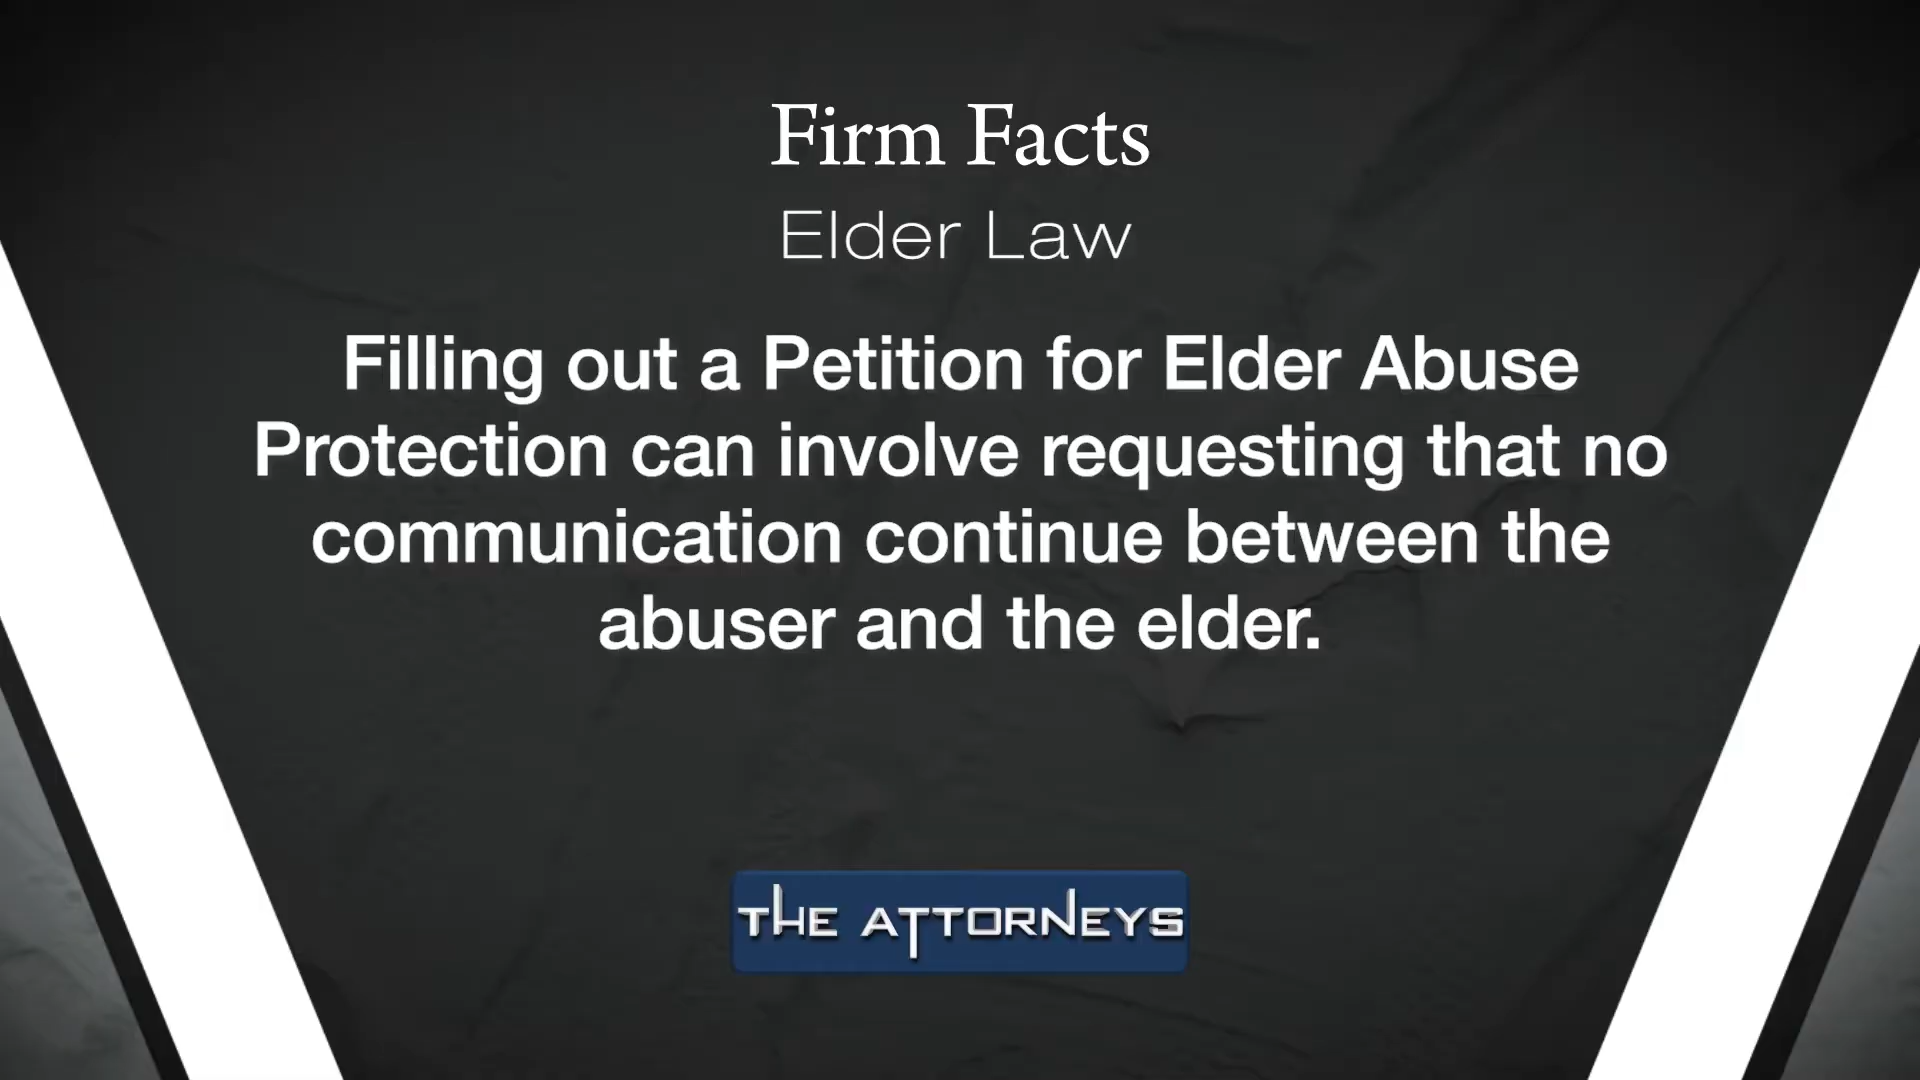 Firm Facts
Elder Law
Filling out a Petition for Elder Abuse
Protection can involve requesting that no
communication continue between the
abuser and the elder.
THE ATTORNEYS